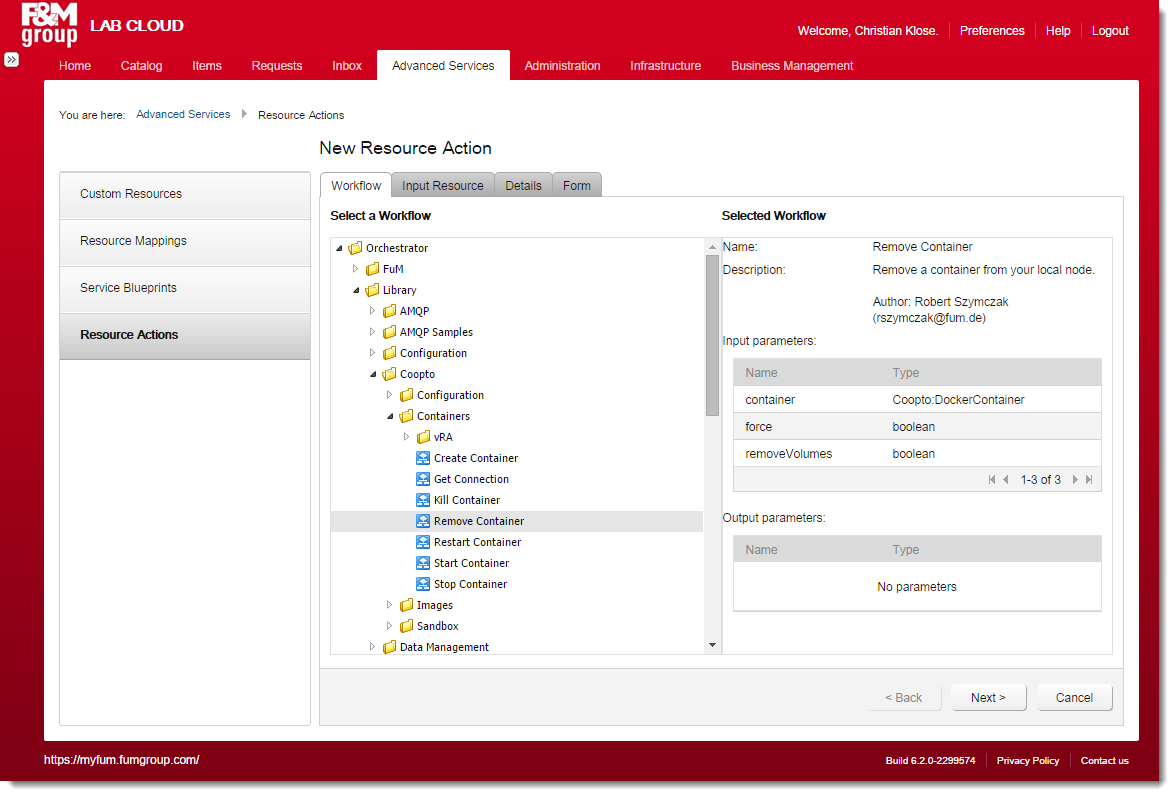 F&M
group
LAB CLOUD
Welcome, Christian Klose.
Preferences
Help
Logout
Home
Catalog
Items
Requests
Inbox
Advanced Services
Administration
Infrastructure
Business Management
You are here:
Advanced Services
Resource Actions
Custom Resources
Resource Mappings
Service Blueprints
Resource Actions
New Resource Action
Workflow
Input Resource
Details
Form
Select a Workflow
Orchestrator
FuM
Library
AMQP
AMQP Samples
Configuration
Coopto
Configuration
Containers
vRA
Create Container
Get Connection
Kill Container
Remove Container
Restart Container
Start Container
Stop Container
Images
Sandbox
Data Management
Selected Workflow
Name: Remove Container
Description: Remove a container from your local node.
Author: Robert Szymczak
(rszymczak@fum.de)
Input parameters:
Name Type
container Coopto:DockerContainer
force boolean
removeVolumes boolean
1-3 of 3
Output parameters:
Name Type
No parameters
< Back
Next >
Cancel
https://myfum.fumgroup.com/
Build 6.2.0-2299574
Privacy Policy
Contact us